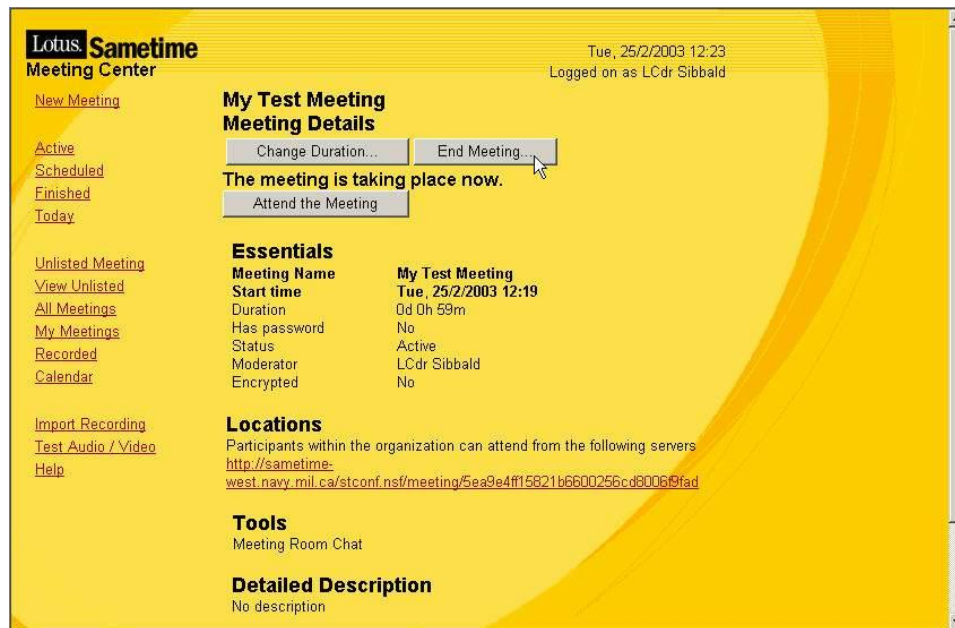 Lotus. Sametime
Meeting Center
Tue, 25/2/2003 12:23
Logged on as LCdr Sibbald
New Meeting
Active
Scheduled
Finished
Today
Unlisted Meeting
View Unlisted
All Meetings
My Meetings
Recorded
Calendar
Import Recording
Test Audio / Video
Help
My Test Meeting
Meeting Details
Change Duration... End Meeting...
The meeting is taking place now.
Attend the Meeting
Essentials
Meeting Name My Test Meeting
Start time Tue, 25/2/2003 12:19
Duration 0d 0h 59m
Has password No
Status Active
Moderator LCdr Sibbald
Encrypted No
Locations
Participants within the organization can attend from the following servers
http://sametime-
west.navy.mil.ca/stconf.nsf/meeting/5ea9e4ff15821b6600256cd8006f9fad
Tools
Meeting Room Chat
Detailed Description
No description